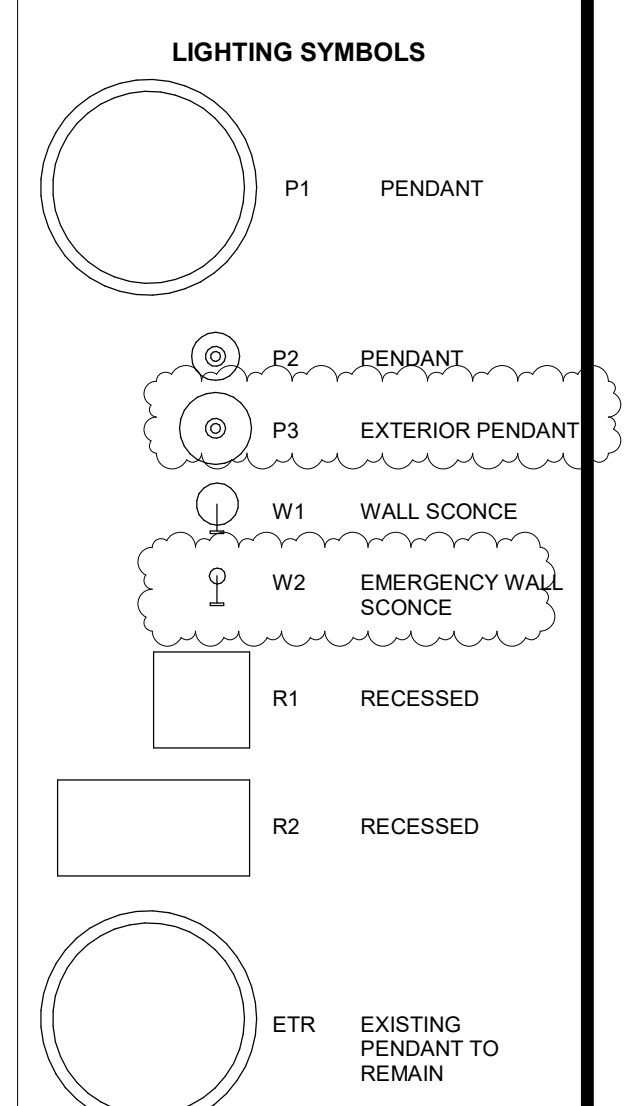 LIGHTING SYMBOLS
P1 PENDANT
P2 PENDANT
P3 EXTERIOR PENDANT
W1 WALL SCONCE
W2 EMERGENCY WALL
SCONCE
R1 RECESSED
R2 RECESSED
ETR EXISTING
PENDANT TO
REMAIN